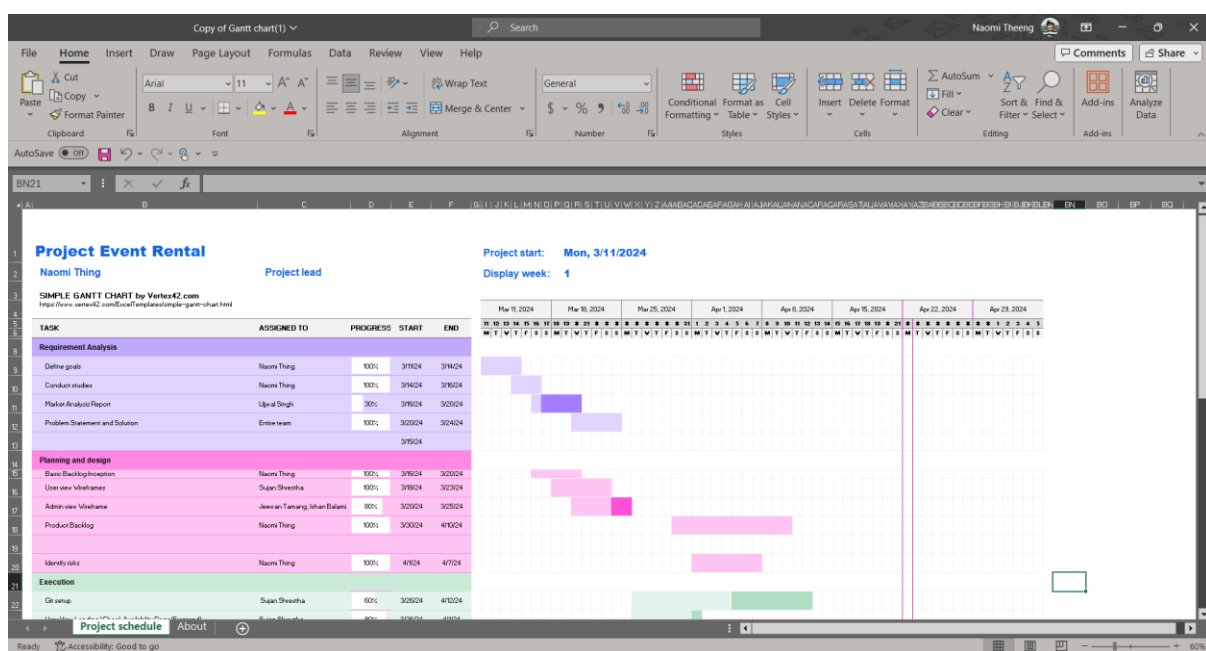 Copy of Gantt chart(1)
Search
Naomi Theeng
File Home Insert Draw Page Layout Formulas Data Review View Help
Comments Share
Cut
Copy
Format Painter
Paste
Arial 11
B I U
Wrap Text
Merge & Center
General
$ %
Conditional Formatting
Format as Table
Cell Styles
Insert Delete Format
AutoSum
Fill
Clear
Sort & Filter
Find & Select
Add-ins
Analyze Data
Clipboard Font Alignment Number Styles Cells Editing Add-ins
AutoSave Off
BN21
fx
A B C D E F
BN BO BP BQ
Project Event Rental
Project start: Mon, 3/11/2024
Naomi Thing Project lead
Display week: 1
SIMPLE GANTT CHART by Vertex42.com
https://www.vertex42.com/ExcelTemplates/simple-gantt-chart.html
Mar 11, 2024 Mar 18, 2024 Mar 25, 2024 Apr 1, 2024 Apr 8, 2024 Apr 15, 2024 Apr 22, 2024 Apr 29, 2024
TASK ASSIGNED TO PROGRESS START END
M T W T F S S M T W T F S S M T W T F S S M T W T F S S M T W T F S S M T W T F S S M T W T F S S M T W T F S S
Requirement Analysis
Define goals Naomi Thing 100% 3/11/24 3/14/24
Conduct studies Naomi Thing 100% 3/14/24 3/16/24
Market Analysis Report Ujjwal Singh 30% 3/16/24 3/20/24
Problem Statement and Solution Entire team 100% 3/20/24 3/24/24
3/15/24
Planning and design
Basic Backlog Inception Naomi Thing 100% 3/16/24 3/20/24
User view Wireframes Sujan Shrestha 100% 3/18/24 3/23/24
Admin view Wireframe Jeewan Tamang, Ishan Balami 80% 3/20/24 3/25/24
Product Backlog Naomi Thing 100% 3/30/24 4/10/24
Identify risks Naomi Thing 100% 4/1/24 4/7/24
Execution
Git setup Sujan Shrestha 60% 3/26/24 4/12/24
Project schedule About
Ready Accessibility: Good to go
60%